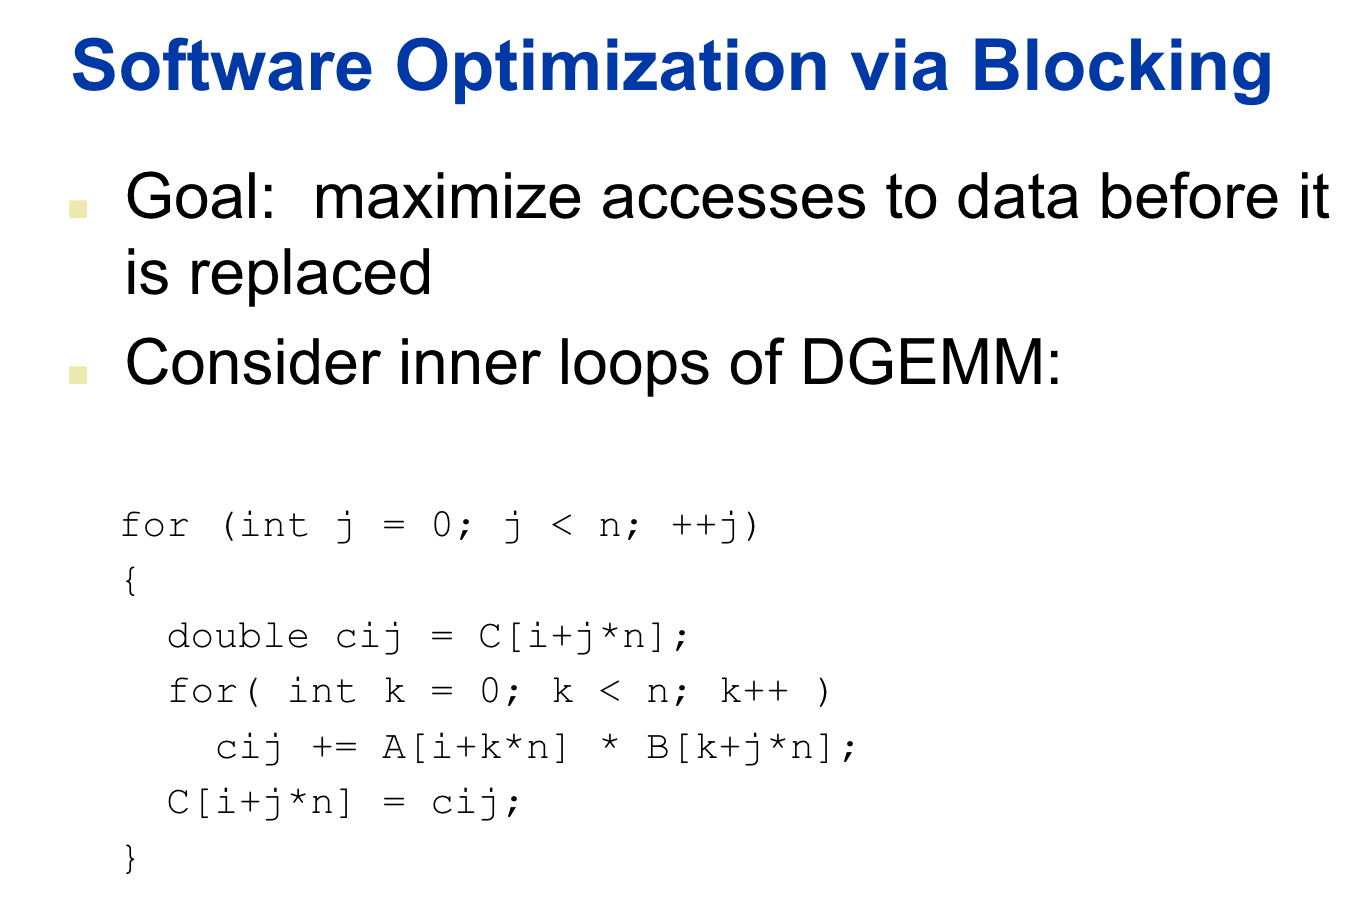 Software Optimization via Blocking
Goal:  maximize accesses to data before it
is replaced
Consider inner loops of DGEMM:
for (int j = 0; j < n; ++j)
{
  double cij = C[i+j*n];
  for( int k = 0; k < n; k++ )
    cij += A[i+k*n] * B[k+j*n];
  C[i+j*n] = cij;
}